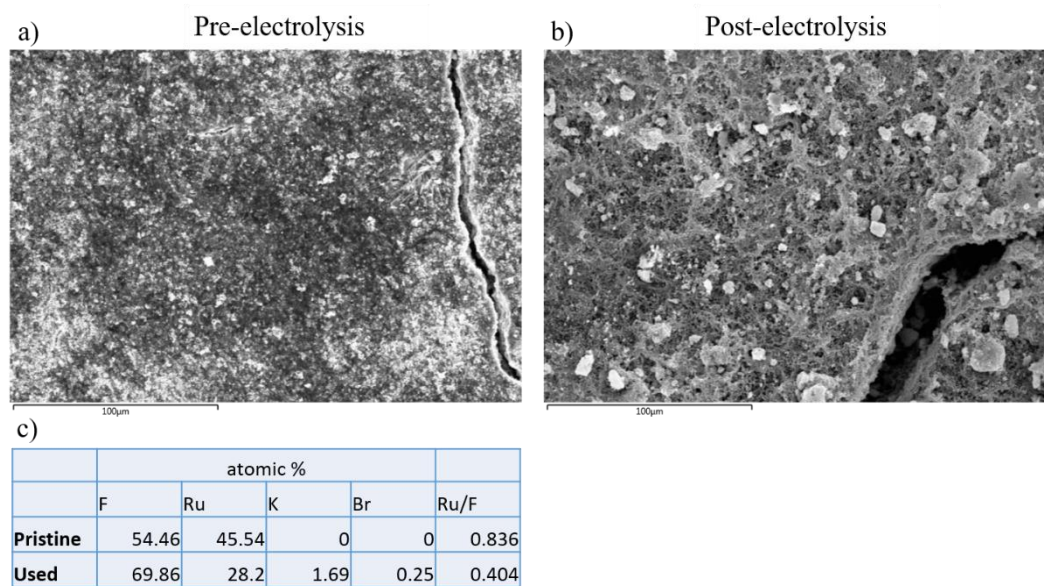 Pre-electrolysis Post-electrolysis
a) b)
100µm 100µm
c)
atomic %
F Ru K Br Ru/F
Pristine 54.46 45.54 0 0 0.836
Used 69.86 28.2 1.69 0.25 0.404